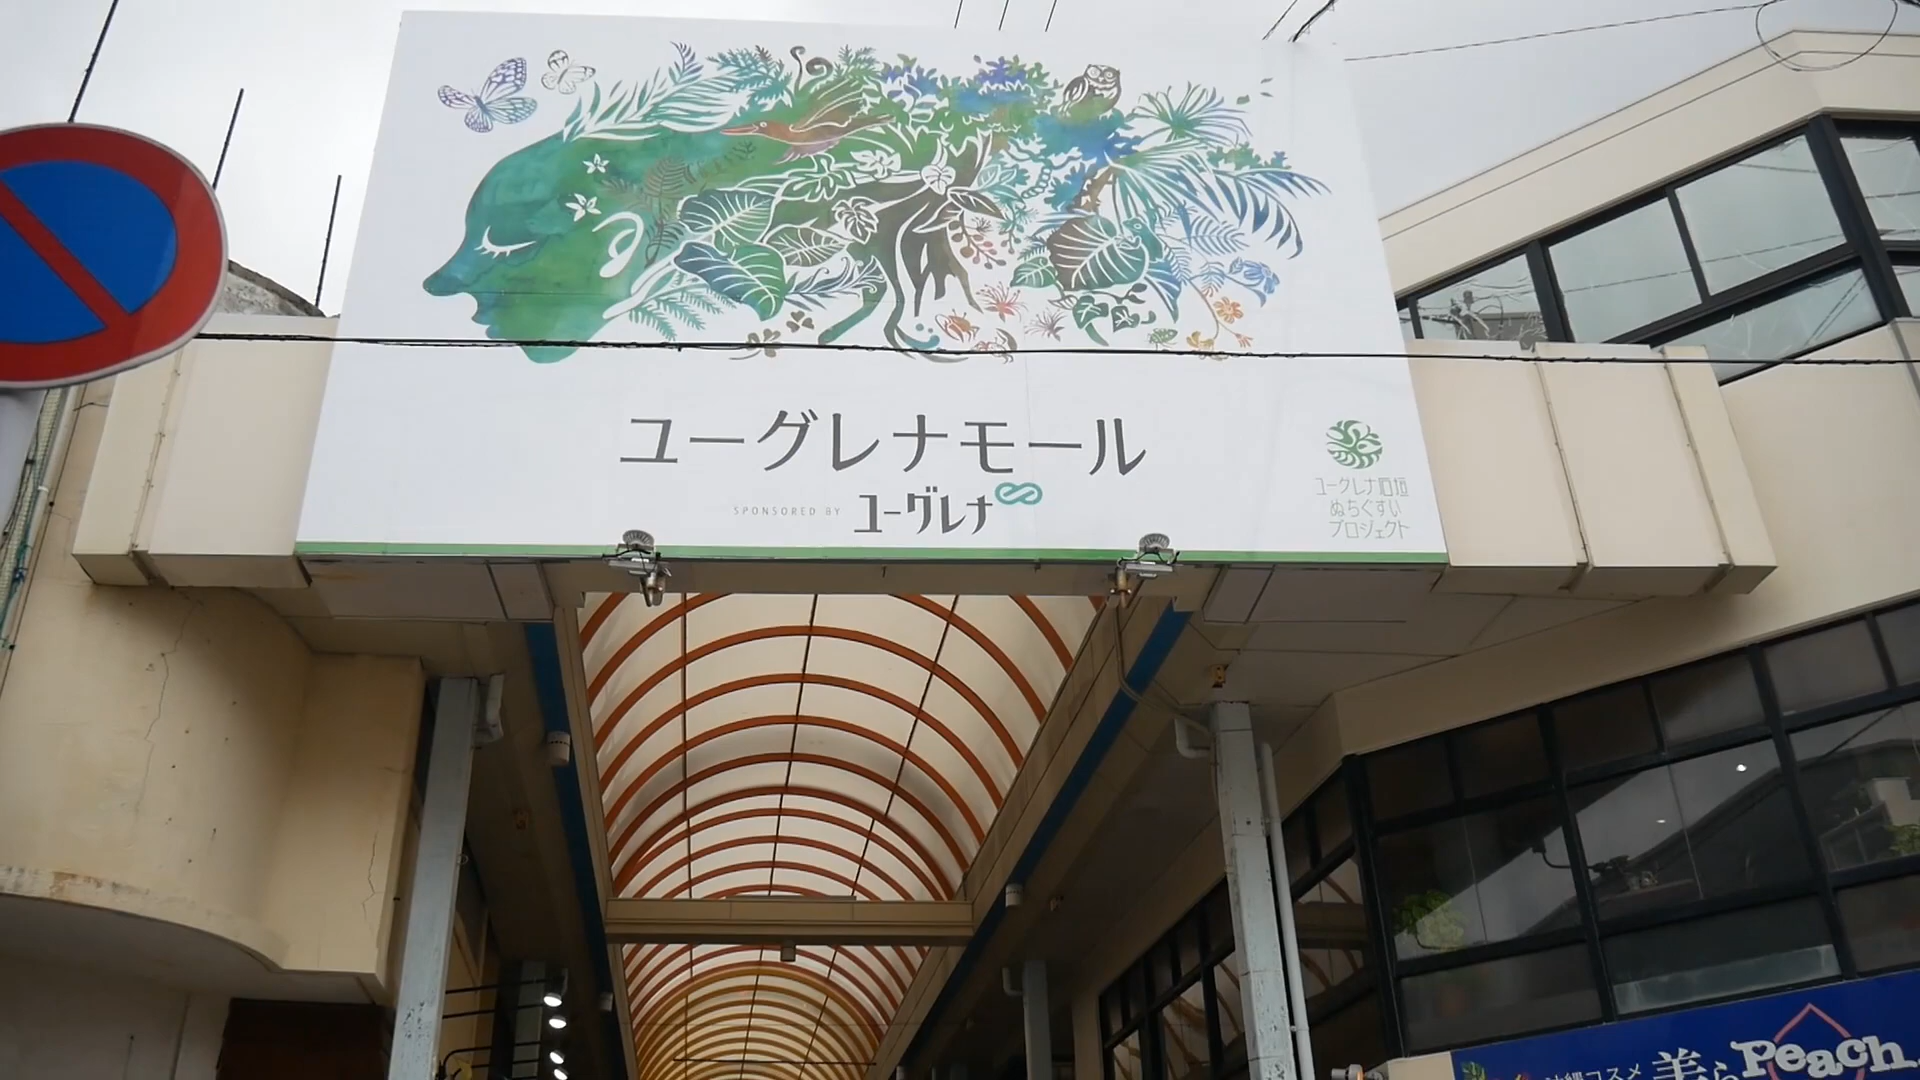 ユーグレナモール
SPONSORED BY ユーグレナ
ユーグレナ石垣
ぬちぐすい
プロジェクト
沖縄コスメ 美ら Peach